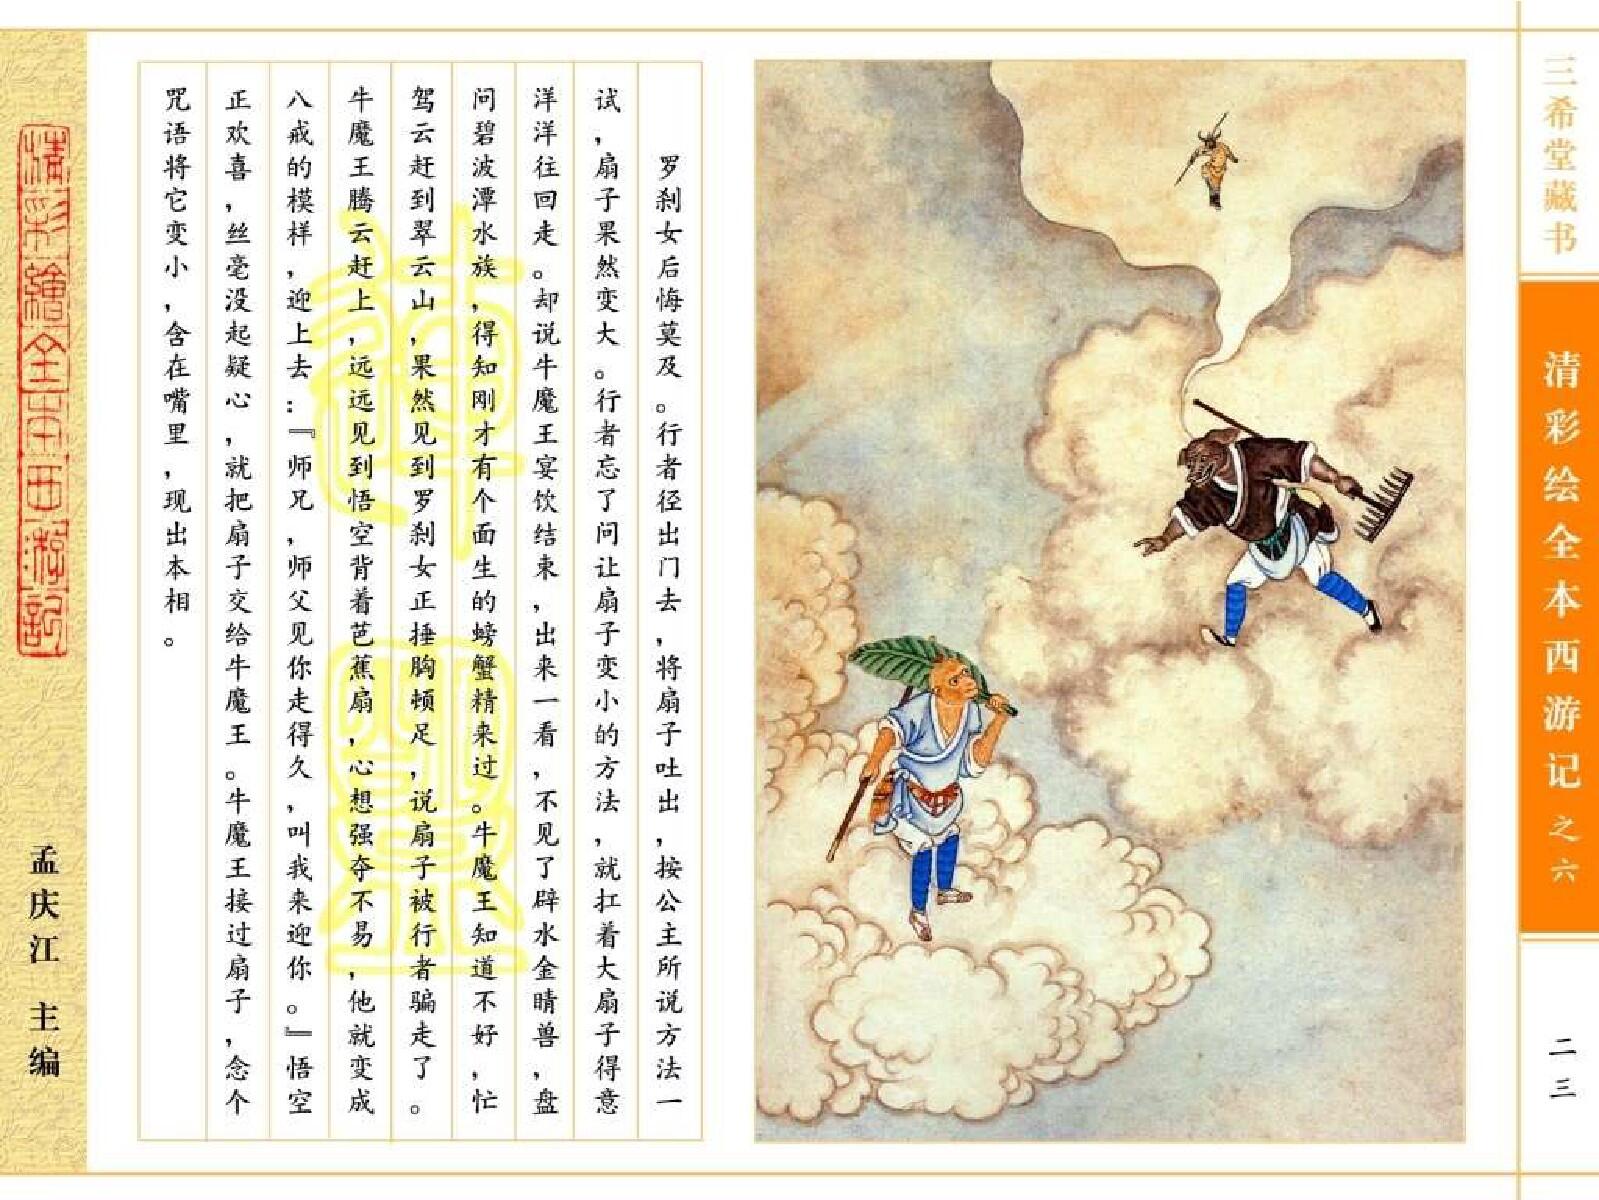 三希堂藏书
清彩绘全本西游记之六
二三
罗刹女后悔莫及。行者径出门去，将扇子吐出，按公主所说方法一
试，扇子果然变大。行者忘了问让扇子变小的方法，就扛着大扇子得意
洋洋往回走。却说牛魔王宴饮结束，出来一看，不见了辟水金睛兽，盘
问碧波潭水族，得知刚才有个面生的螃蟹精来过。牛魔王知道不好，忙
驾云赶到翠云山，果然见到罗刹女正捶胸顿足，说扇子被行者骗走了。
牛魔王腾云赶上，远远见到悟空背着芭蕉扇，心想强夺不易，他就变成
八戒的模样，迎上去：『师兄，师父见你走得久，叫我来迎你。』悟空
正欢喜，丝毫没起疑心，就把扇子交给牛魔王。牛魔王接过扇子，念个
咒语将它变小，含在嘴里，现出本相。
清彩繪全本西游記
孟庆江 主编